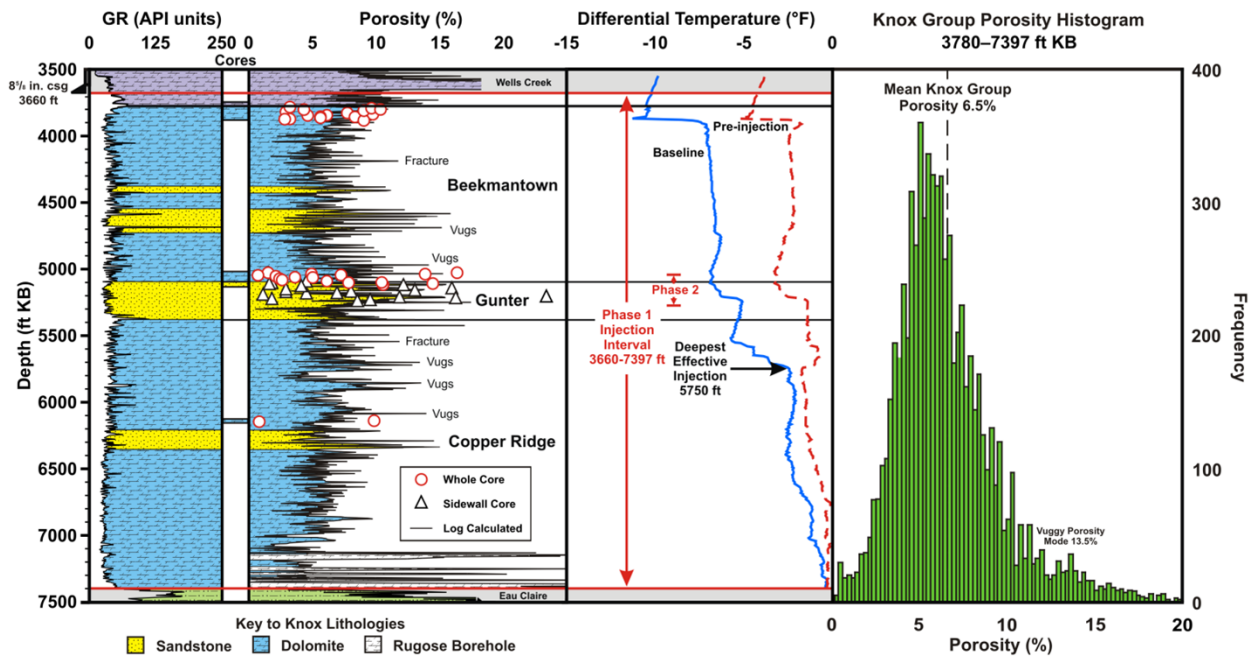 GR (API units)
Porosity (%)
Differential Temperature (°F)
Knox Group Porosity Histogram
3780–7397 ft KB
0 125 250
Cores
0 5 10 15 20
-15 -10 -5 0
8⁵/₈ in. csg
3660 ft
Depth (ft KB)
3500
4000
4500
5000
5500
6000
6500
7000
7500
Wells Creek
Fracture
Beekmantown
Vugs
Vugs
Gunter
Fracture
Vugs
Vugs
Vugs
Copper Ridge
Whole Core
Sidewall Core
Log Calculated
Eau Claire
Pre-injection
Baseline
Phase 2
Phase 1
Injection
Interval
3660-7397 ft
Deepest
Effective
Injection
5750 ft
Mean Knox Group
Porosity 6.5%
Vuggy Porosity
Mode 13.5%
400
300
200
100
0
Frequency
0 5 10 15 20
Porosity (%)
Key to Knox Lithologies
Sandstone Dolomite Rugose Borehole